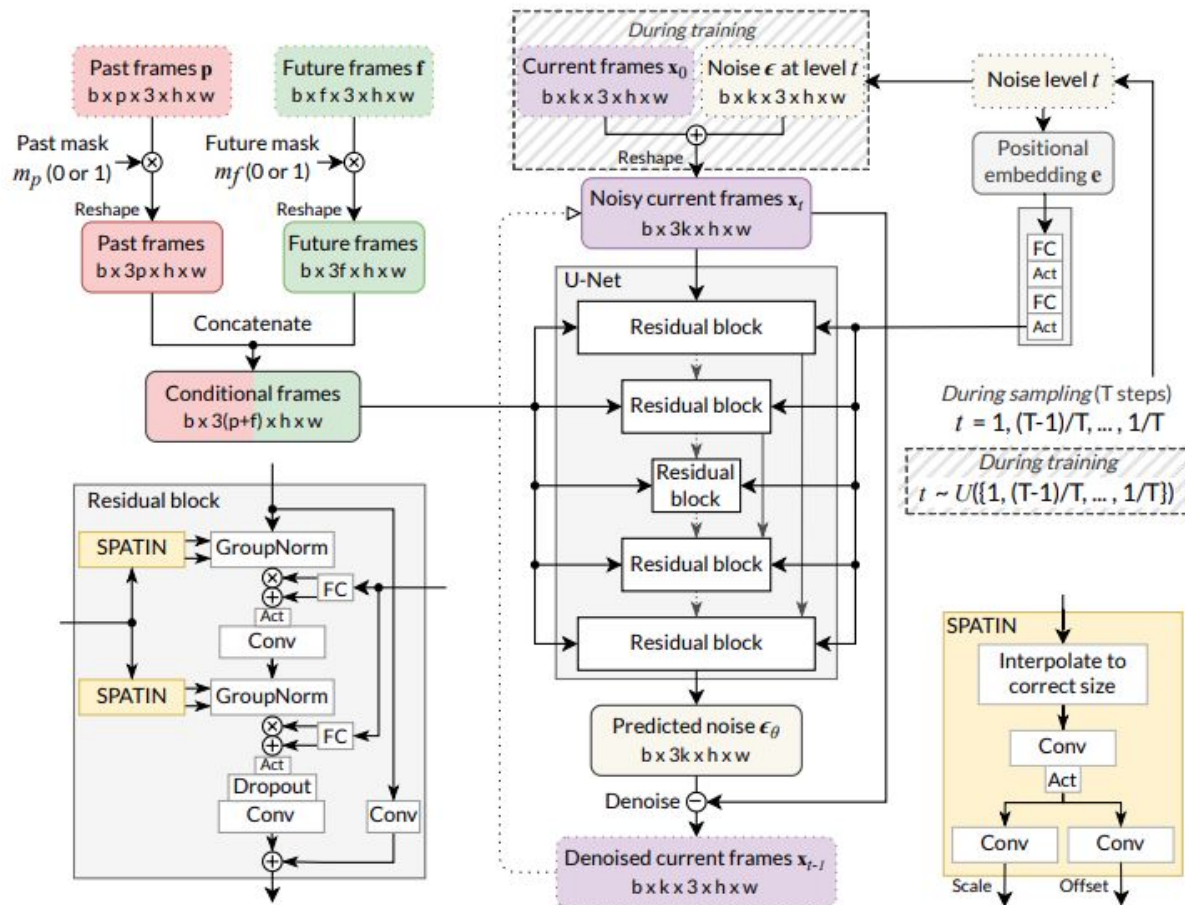 During training
Past frames p
b x p x 3 x h x w
Future frames f
b x f x 3 x h x w
Current frames x₀
b x k x 3 x h x w
Noise ϵ at level t
b x k x 3 x h x w
Noise level t
Past mask
mₚ (0 or 1)
Future mask
m_f (0 or 1)
Reshape
Reshape
Reshape
Positional
embedding e
Past frames
b x 3p x h x w
Future frames
b x 3f x h x w
Noisy current frames xₜ
b x 3k x h x w
FC
Act
FC
Act
Concatenate
U-Net
Residual block
Conditional frames
b x 3(p+f) x h x w
Residual block
During sampling (T steps)
t = 1, (T-1)/T, ... , 1/T
Residual
block
During training
t ~ U({1, (T-1)/T, ... , 1/T})
Residual block
Residual block
Residual block
SPATIN
GroupNorm
FC
Act
Conv
SPATIN
GroupNorm
FC
Act
Dropout
Conv
Conv
Predicted noise ϵ_θ
b x 3k x h x w
Denoise
Denoised current frames xₜ₋₁
b x k x 3 x h x w
SPATIN
Interpolate to
correct size
Conv
Act
Conv
Conv
Scale
Offset